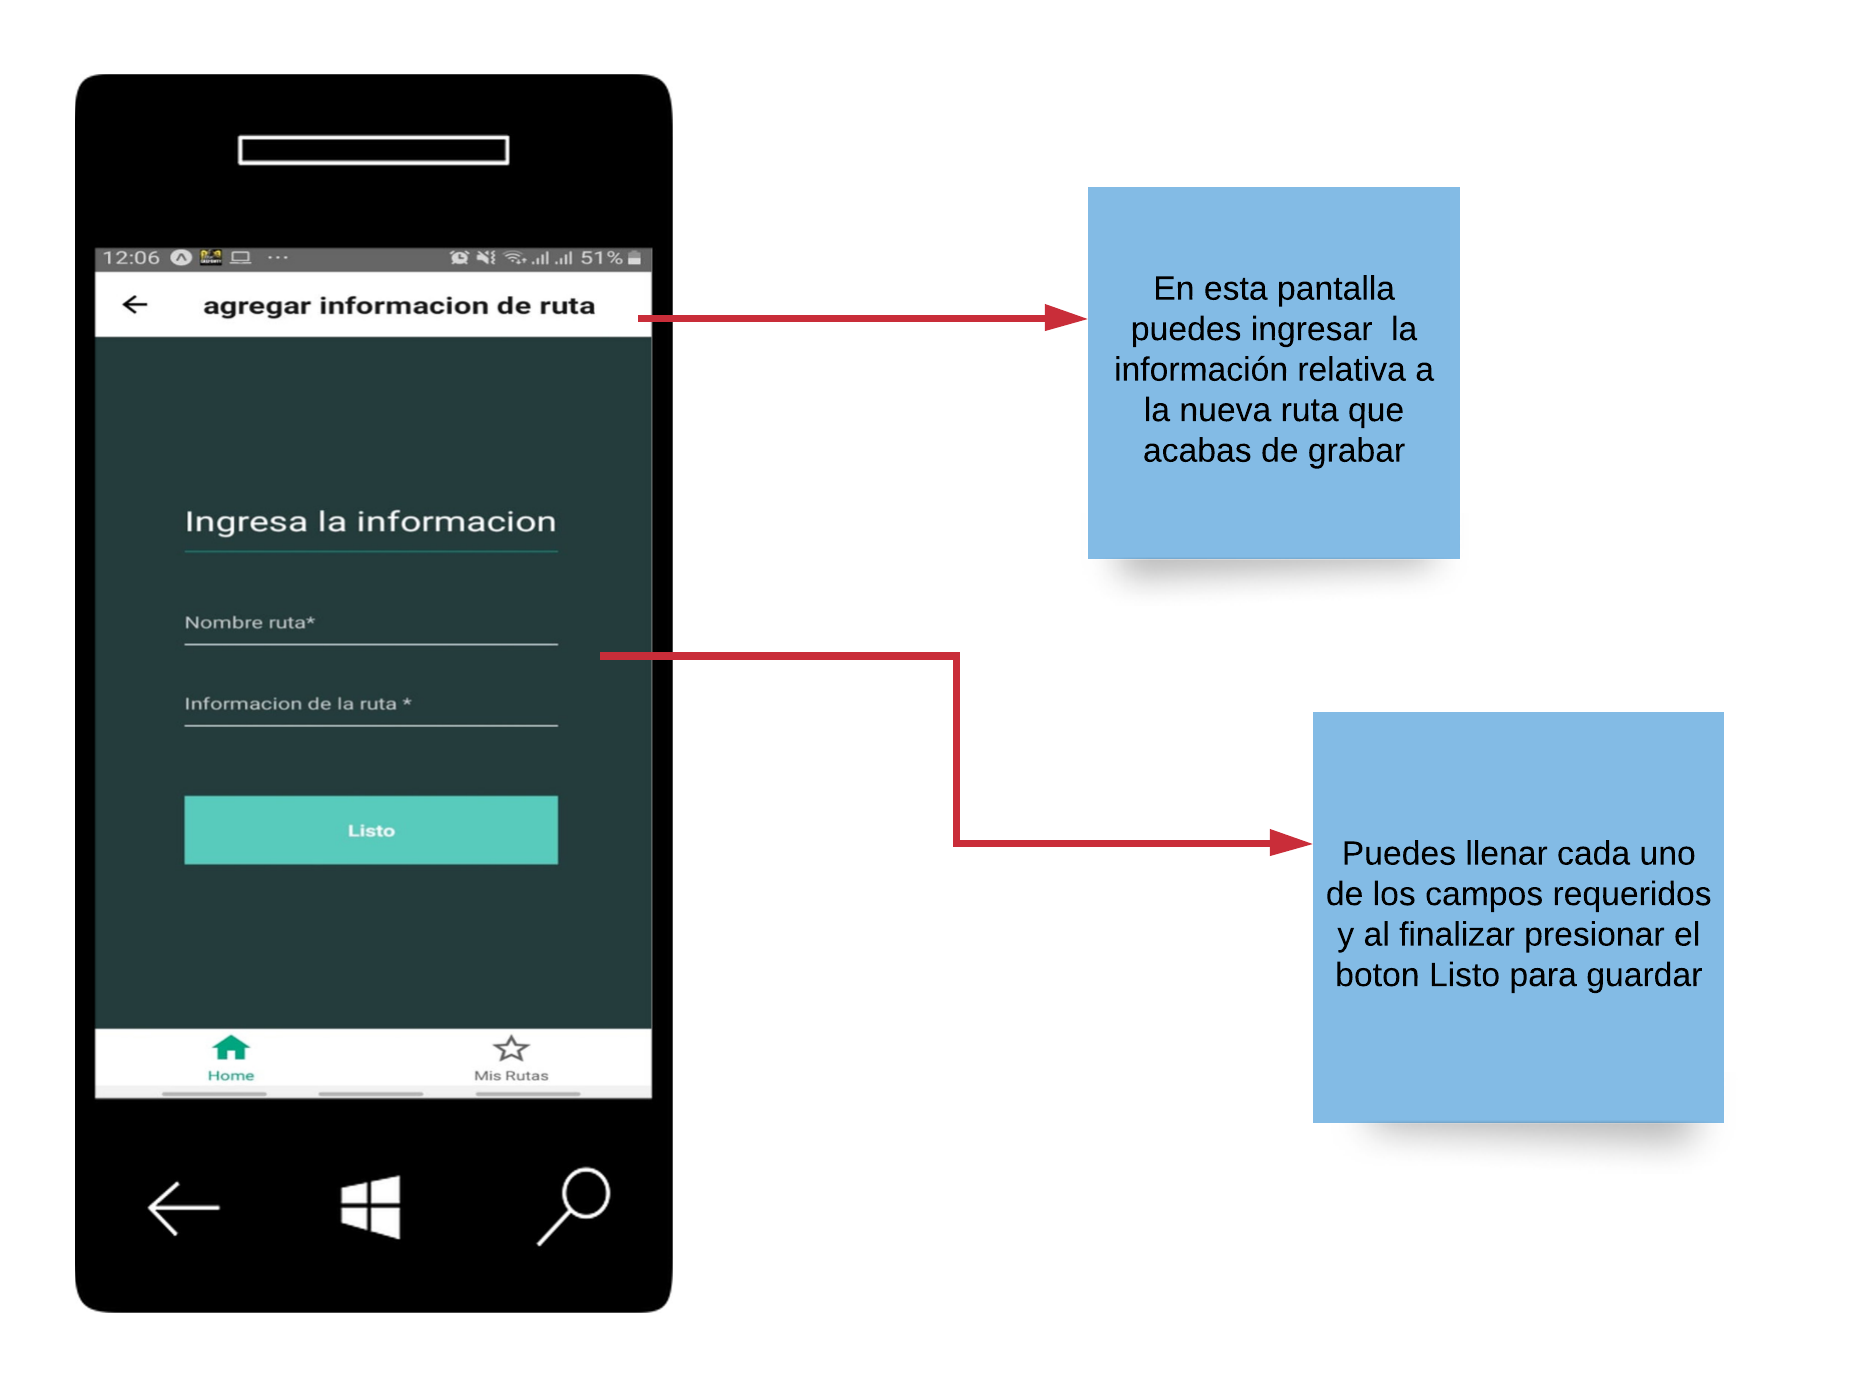 12:06
51%
agregar informacion de ruta
Ingresa la informacion
Nombre ruta*
Informacion de la ruta *
Listo
Home
Mis Rutas
En esta pantalla
puedes ingresar  la
información relativa a
la nueva ruta que
acabas de grabar
Puedes llenar cada uno
de los campos requeridos
y al finalizar presionar el
boton Listo para guardar